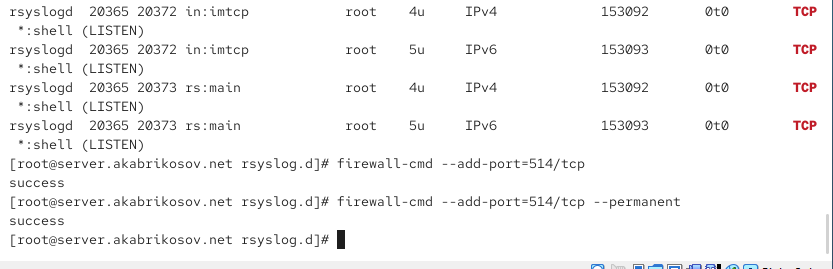 rsyslogd  20365 20372 in:imtcp            root    4u     IPv4             153092       0t0        TCP
 *:shell (LISTEN)
rsyslogd  20365 20372 in:imtcp            root    5u     IPv6             153093       0t0        TCP
 *:shell (LISTEN)
rsyslogd  20365 20373 rs:main             root    4u     IPv4             153092       0t0        TCP
 *:shell (LISTEN)
rsyslogd  20365 20373 rs:main             root    5u     IPv6             153093       0t0        TCP
 *:shell (LISTEN)
[root@server.akabrikosov.net rsyslog.d]# firewall-cmd --add-port=514/tcp
success
[root@server.akabrikosov.net rsyslog.d]# firewall-cmd --add-port=514/tcp --permanent
success
[root@server.akabrikosov.net rsyslog.d]#